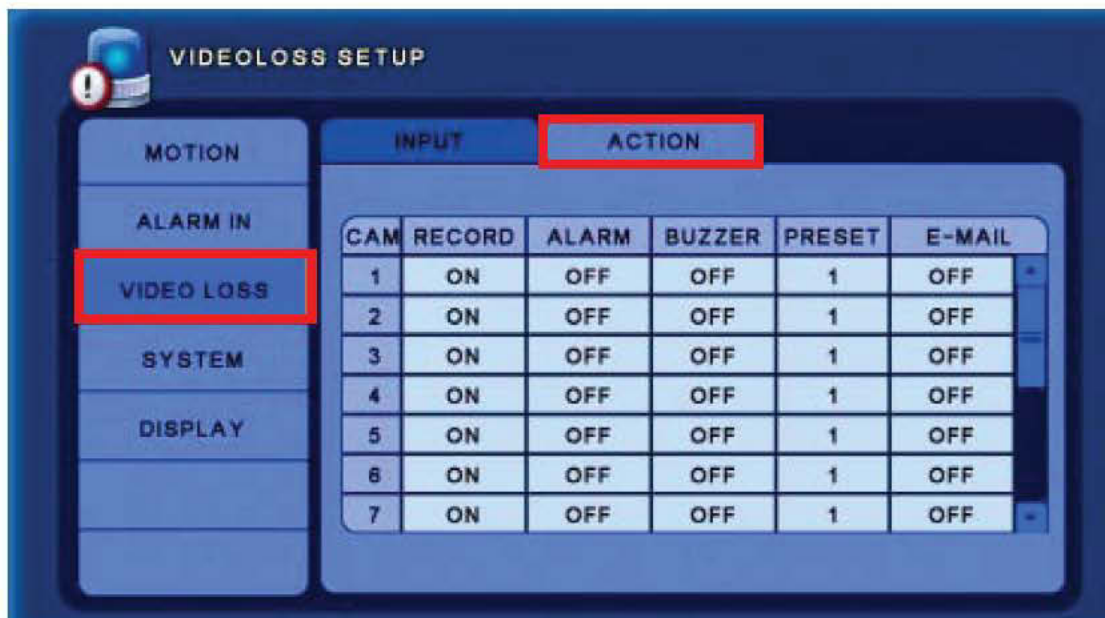 VIDEOLOSS SETUP
MOTION
ALARM IN
VIDEO LOSS
SYSTEM
DISPLAY
INPUT ACTION
CAM RECORD ALARM BUZZER PRESET E-MAIL
1 ON OFF OFF 1 OFF
2 ON OFF OFF 1 OFF
3 ON OFF OFF 1 OFF
4 ON OFF OFF 1 OFF
5 ON OFF OFF 1 OFF
6 ON OFF OFF 1 OFF
7 ON OFF OFF 1 OFF